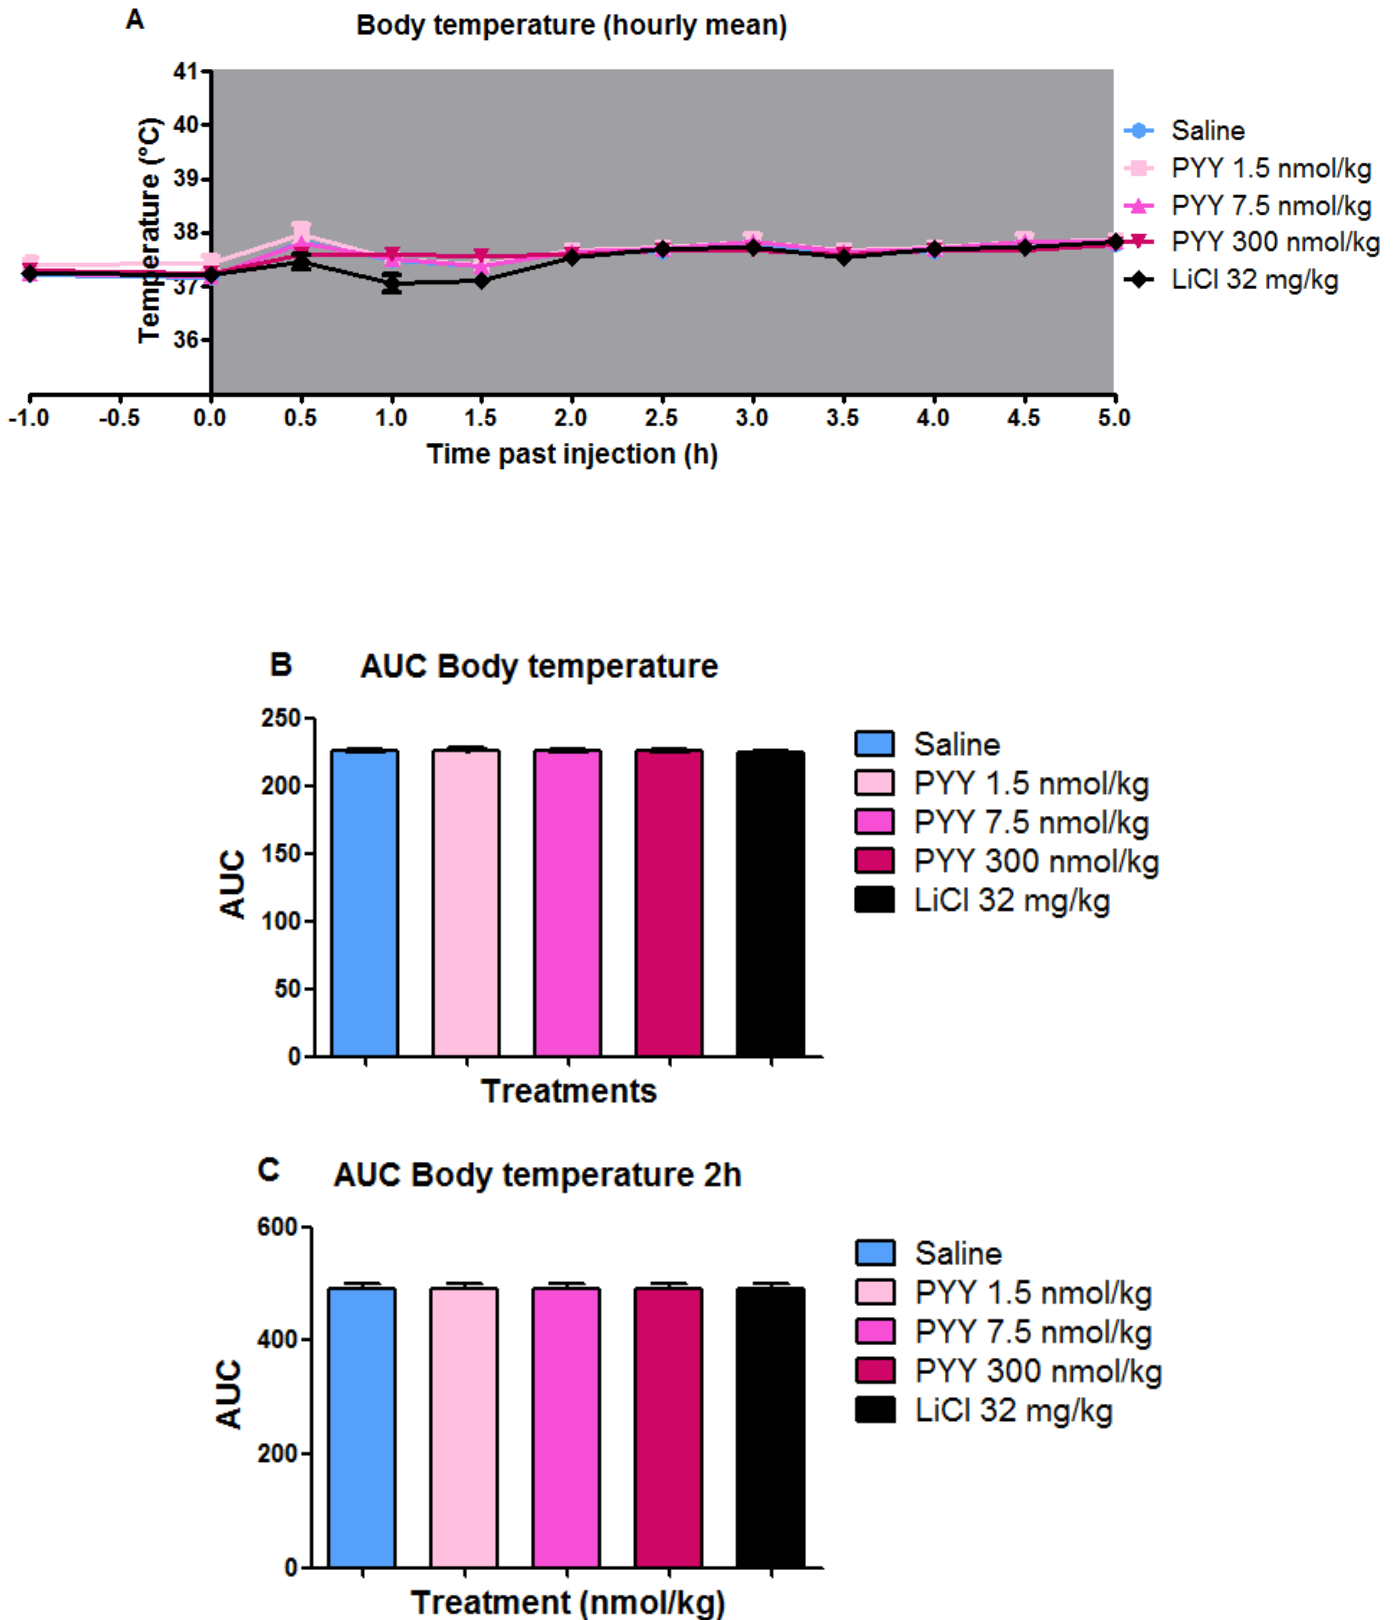 A
Body temperature (hourly mean)
Temperature (°C)
41
40
39
38
37
36
-1.0 -0.5 0.0 0.5 1.0 1.5 2.0 2.5 3.0 3.5 4.0 4.5 5.0
Time past injection (h)
Saline
PYY 1.5 nmol/kg
PYY 7.5 nmol/kg
PYY 300 nmol/kg
LiCl 32 mg/kg
B
AUC Body temperature
AUC
250
200
150
100
50
0
Treatments
Saline
PYY 1.5 nmol/kg
PYY 7.5 nmol/kg
PYY 300 nmol/kg
LiCl 32 mg/kg
C
AUC Body temperature 2h
AUC
600
400
200
0
Treatment (nmol/kg)
Saline
PYY 1.5 nmol/kg
PYY 7.5 nmol/kg
PYY 300 nmol/kg
LiCl 32 mg/kg